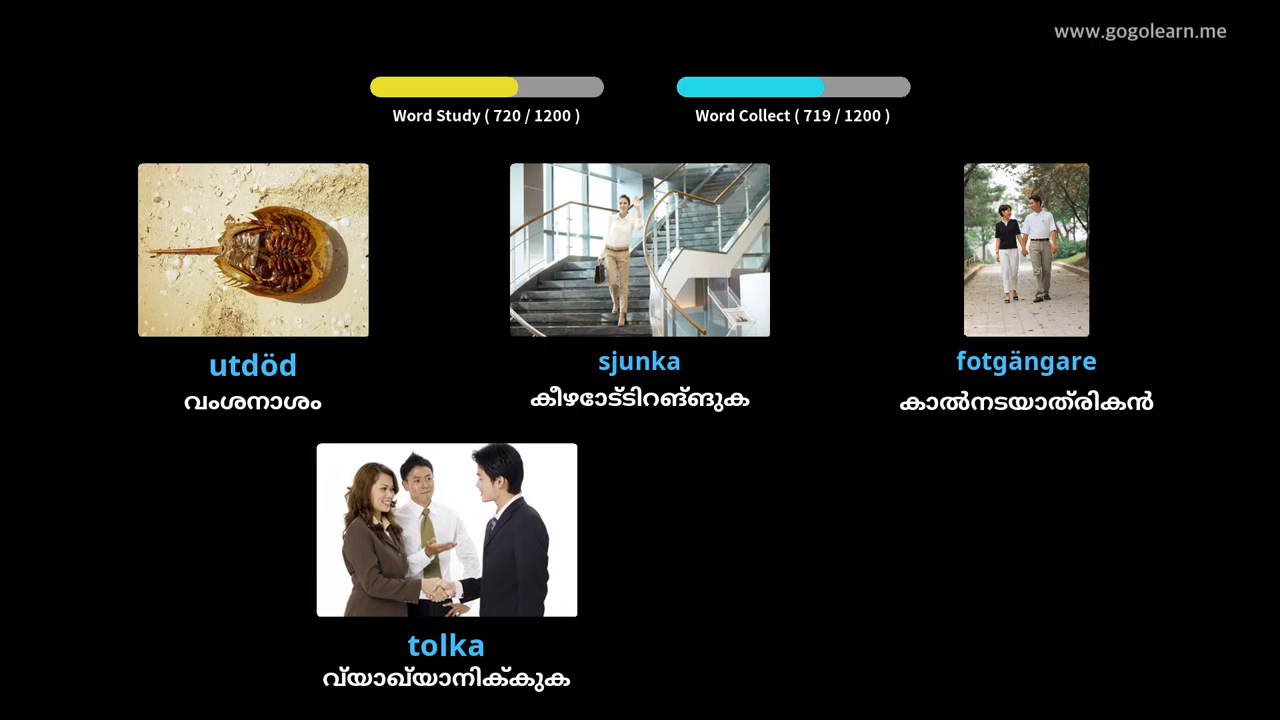 www.gogolearn.me
Word Study ( 720 / 1200 )
Word Collect ( 719 / 1200 )
utdöd
വംശനാശം
sjunka
കീഴോട്ടിറങ്ങുക
fotgängare
കാൽനടയാത്രികൻ
tolka
വ്യാഖ്യാനിക്കുക